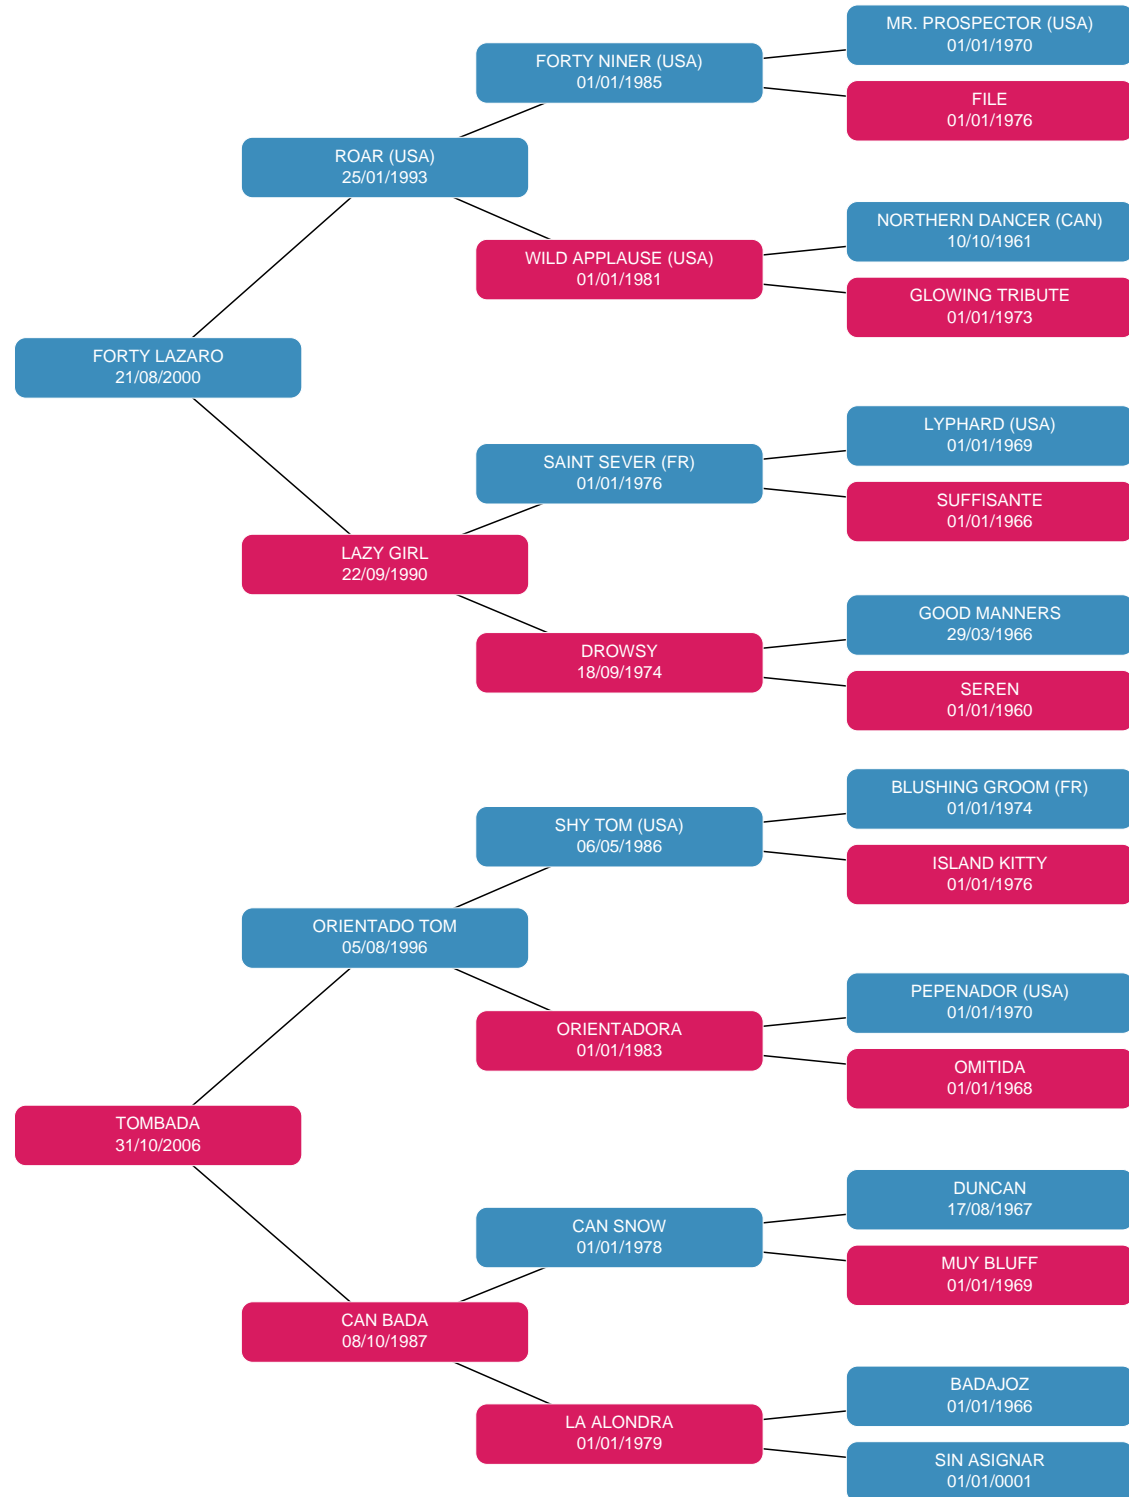 MR. PROSPECTOR (USA)
01/01/1970
FORTY NINER (USA)
01/01/1985
FILE
01/01/1976
ROAR (USA)
25/01/1993
NORTHERN DANCER (CAN)
10/10/1961
WILD APPLAUSE (USA)
01/01/1981
GLOWING TRIBUTE
01/01/1973
FORTY LAZARO
21/08/2000
LYPHARD (USA)
01/01/1969
SAINT SEVER (FR)
01/01/1976
SUFFISANTE
01/01/1966
LAZY GIRL
22/09/1990
GOOD MANNERS
29/03/1966
DROWSY
18/09/1974
SEREN
01/01/1960
BLUSHING GROOM (FR)
01/01/1974
SHY TOM (USA)
06/05/1986
ISLAND KITTY
01/01/1976
ORIENTADO TOM
05/08/1996
PEPENADOR (USA)
01/01/1970
ORIENTADORA
01/01/1983
OMITIDA
01/01/1968
TOMBADA
31/10/2006
DUNCAN
17/08/1967
CAN SNOW
01/01/1978
MUY BLUFF
01/01/1969
CAN BADA
08/10/1987
BADAJOZ
01/01/1966
LA ALONDRA
01/01/1979
SIN ASIGNAR
01/01/0001